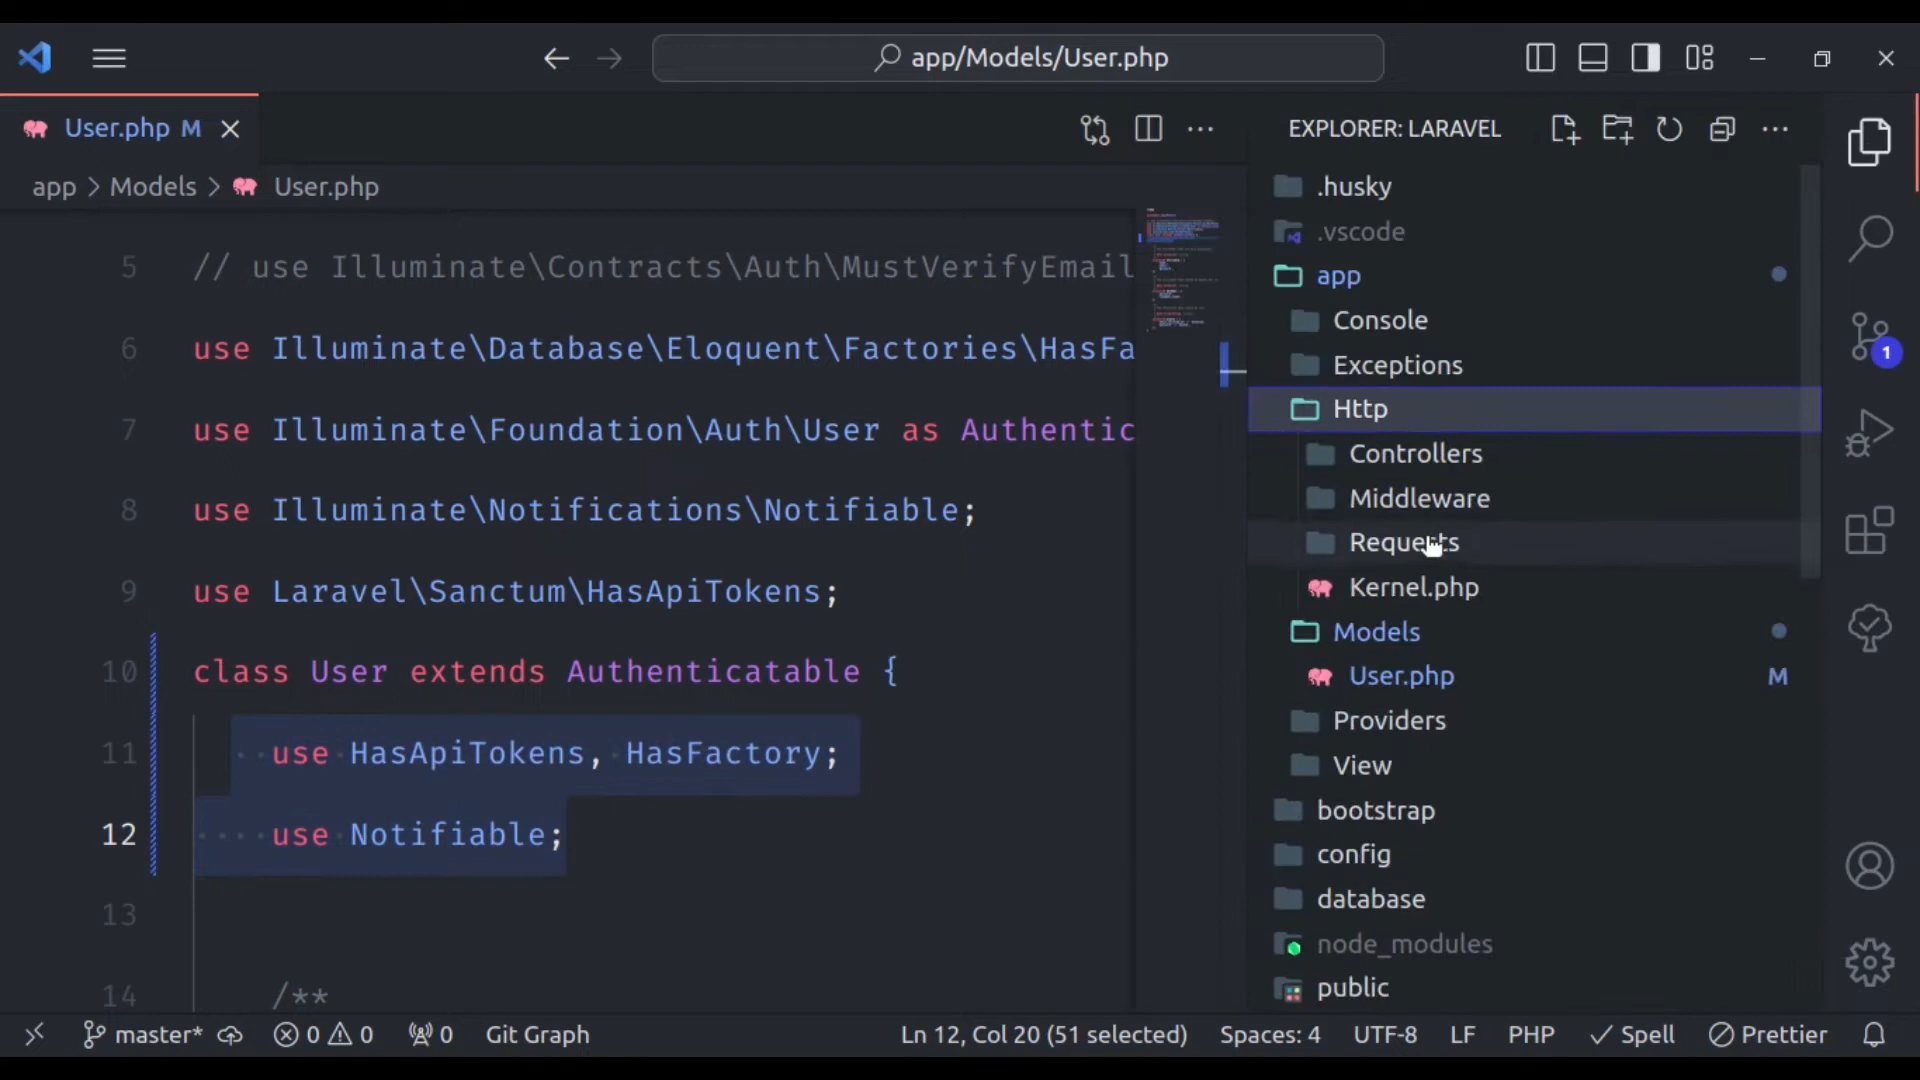 app/Models/User.php
User.php M
app > Models > User.php
5 // use Illuminate\Contracts\Auth\MustVerifyEmail
6 use Illuminate\Database\Eloquent\Factories\HasFa
7 use Illuminate\Foundation\Auth\User as Authentic
8 use Illuminate\Notifications\Notifiable;
9 use Laravel\Sanctum\HasApiTokens;
10 class User extends Authenticatable {
11 use HasApiTokens, HasFactory;
12 use Notifiable;
13
14 /**
EXPLORER: LARAVEL
.husky
.vscode
app
Console
Exceptions
Http
Controllers
Middleware
Requests
Kernel.php
Models
User.php M
Providers
View
bootstrap
config
database
node_modules
public
1
master* 0 0 0 Git Graph Ln 12, Col 20 (51 selected) Spaces: 4 UTF-8 LF PHP Spell Prettier